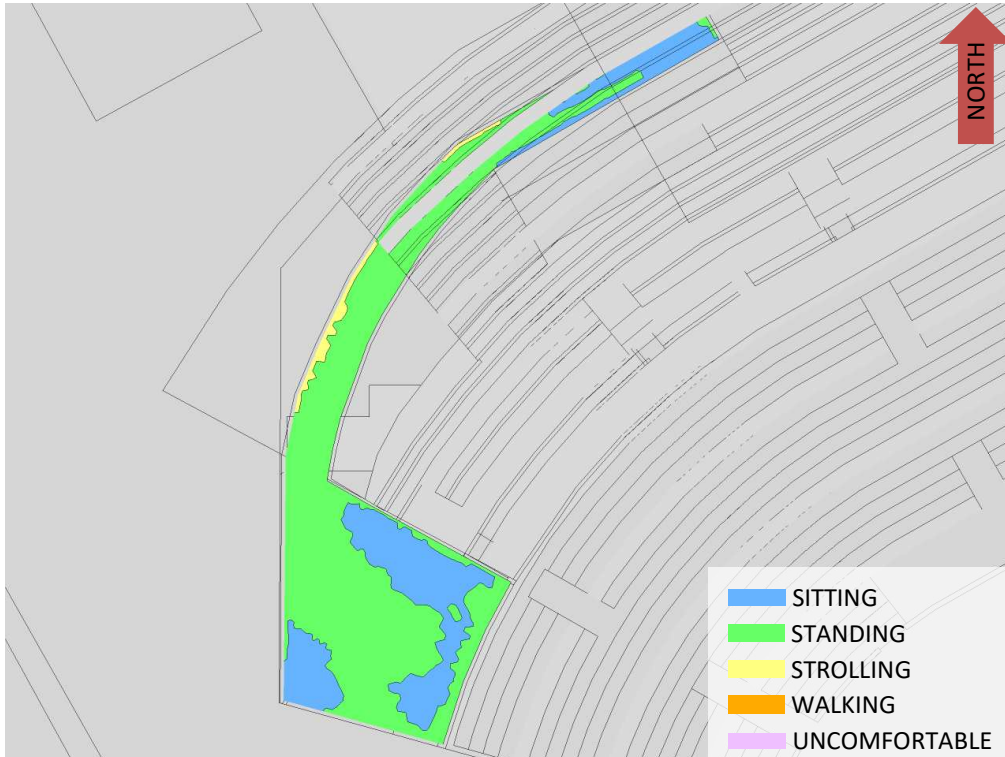 NORTH
SITTING
STANDING
STROLLING
WALKING
UNCOMFORTABLE